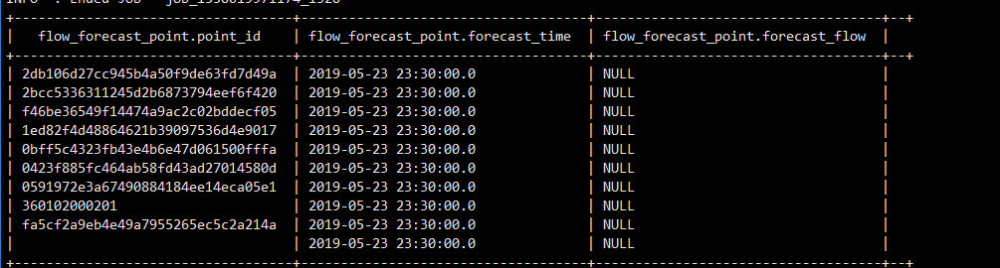 INFO : Ended Job = job_1556019971174_1526
+-----------------------------------+-----------------------------------+------------------------------------+--+
| flow_forecast_point.point_id | flow_forecast_point.forecast_time | flow_forecast_point.forecast_flow |
+-----------------------------------+-----------------------------------+------------------------------------+--+
| 2db106d27cc945b4a50f9de63fd7d49a | 2019-05-23 23:30:00.0 | NULL |
| 2bcc5336311245d2b6873794eef6f420 | 2019-05-23 23:30:00.0 | NULL |
| f46be36549f14474a9ac2c02bddecf05 | 2019-05-23 23:30:00.0 | NULL |
| 1ed82f4d48864621b39097536d4e9017 | 2019-05-23 23:30:00.0 | NULL |
| 0bff5c4323fb43e4b6e47d061500fffa | 2019-05-23 23:30:00.0 | NULL |
| 0423f885fc464ab58fd43ad27014580d | 2019-05-23 23:30:00.0 | NULL |
| 0591972e3a67490884184ee14eca05e1 | 2019-05-23 23:30:00.0 | NULL |
| 360102000201 | 2019-05-23 23:30:00.0 | NULL |
| fa5cf2a9eb4e49a7955265ec5c2a214a | 2019-05-23 23:30:00.0 | NULL |
| | 2019-05-23 23:30:00.0 | NULL |
+-----------------------------------+-----------------------------------+------------------------------------+--+